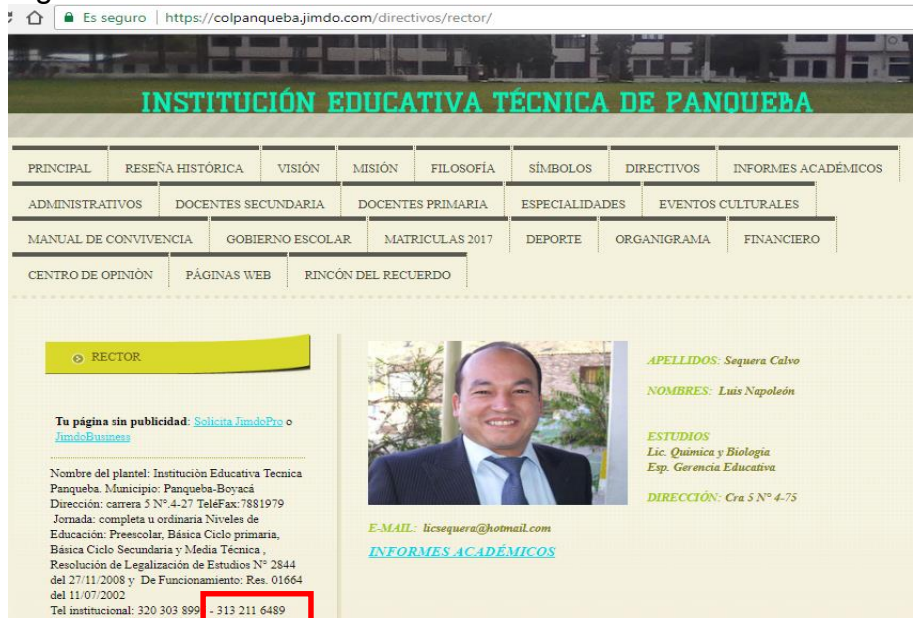 Es seguro | https://colpanqueba.jimdo.com/directivos/rector/
INSTITUCIÓN EDUCATIVA TÉCNICA DE PANQUEBA
PRINCIPAL RESEÑA HISTÓRICA VISIÓN MISIÓN FILOSOFÍA SÍMBOLOS DIRECTIVOS INFORMES ACADÉMICOS
ADMINISTRATIVOS DOCENTES SECUNDARIA DOCENTES PRIMARIA ESPECIALIDADES EVENTOS CULTURALES
MANUAL DE CONVIVENCIA GOBIERNO ESCOLAR MATRICULAS 2017 DEPORTE ORGANIGRAMA FINANCIERO
CENTRO DE OPINIÓN PÁGINAS WEB RINCÓN DEL RECUERDO
RECTOR
Tu página sin publicidad: Solicita JimdoPro o
JimdoBusiness
Nombre del plantel: Institución Educativa Tecnica
Panqueba. Municipio: Panqueba-Boyacá
Dirección: carrera 5 Nº.4-27 TeléFax:7881979
Jornada: completa u ordinaria Niveles de
Educación: Preescolar, Básica Ciclo primaria,
Básica Ciclo Secundaria y Media Técnica ,
Resolución de Legalización de Estudios N° 2844
del 27/11/2008 y De Funcionamiento: Res. 01664
del 11/07/2002
Tel institucional: 320 303 899 - 313 211 6489
APELLIDOS: Sequera Calvo
NOMBRES: Luis Napoleón
ESTUDIOS
Lic. Química y Biología
Esp. Gerencia Educativa
DIRECCIÓN: Cra 5 N° 4-75
E-MAIL: licsequera@hotmail.com
INFORMES ACADÉMICOS